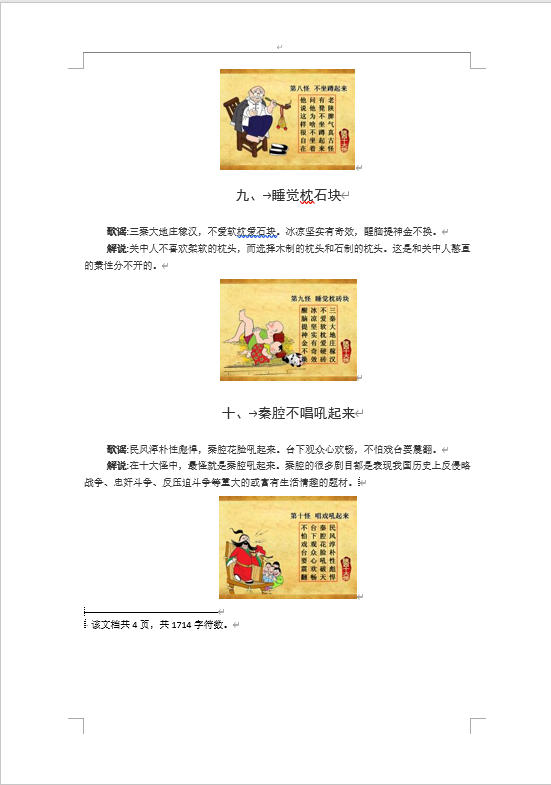 第八怪 不坐蹲起来
老陕脾气真古怪
有凳不坐蹲起来
问他为啥不坐着
他说这样很自在
九、睡觉枕石块
歌谣:三秦大地庄稼汉，不爱软枕爱石块。冰凉坚实有奇效，醒脑提神金不换。
解说:关中人不喜欢柔软的枕头，而选择木制的枕头和石制的枕头。这是和关中人憨直
的秉性分不开的。
第九怪 睡觉枕砖块
三秦大地庄稼汉
不爱软枕爱硬砖
冰凉坚实有奇效
醒脑提神金不换
十、秦腔不唱吼起来
歌谣:民风淳朴性彪悍，秦腔花脸吼起来。台下观众心欢畅，不怕戏台要震翻。
解说:在十大怪中，最怪就是秦腔吼起来。秦腔的很多剧目都是表现我国历史上反侵略
战争、忠奸斗争、反压迫斗争等重大的或富有生活情趣的题材。
第十怪 唱戏吼起来
民风淳朴性彪悍
秦腔花脸吼破天
台下观众心欢畅
不怕戏台要震翻
该文档共 4 页，共 1714 字符数。